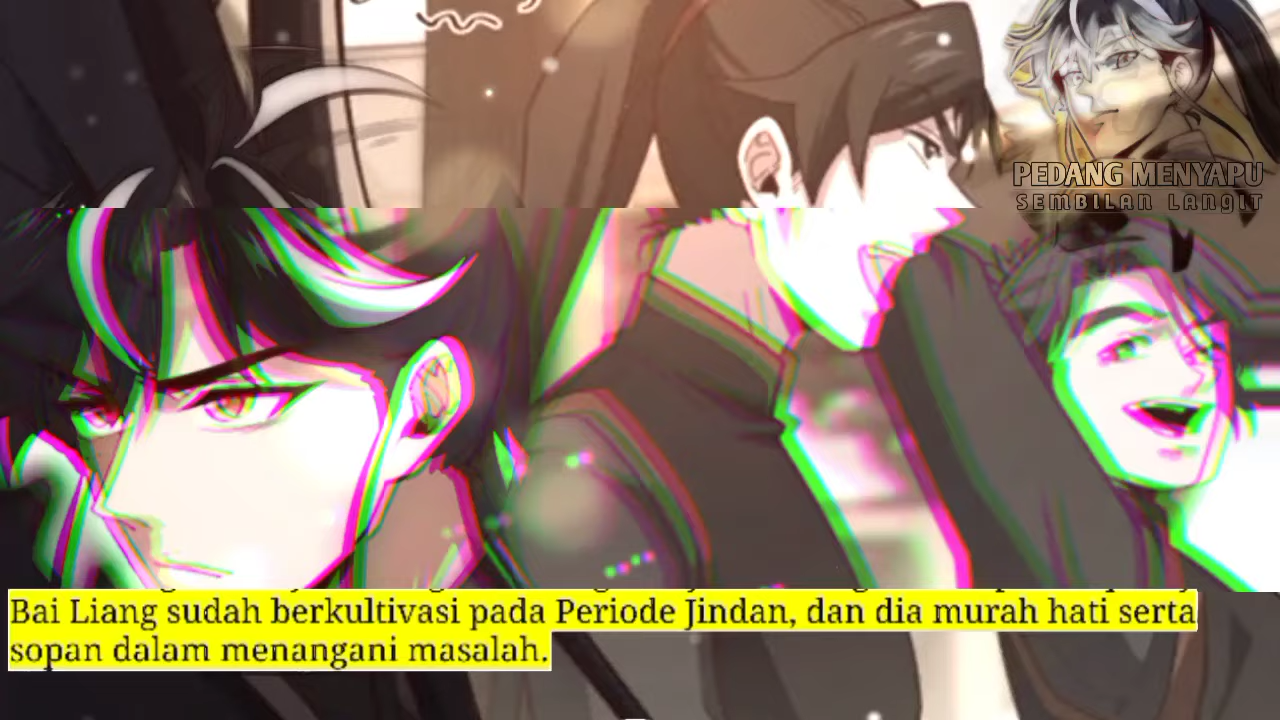 PEDANG MENYAPU
SEMBILAN LANGIT
Bai Liang sudah berkultivasi pada Periode Jindan, dan dia murah hati serta
sopan dalam menangani masalah.